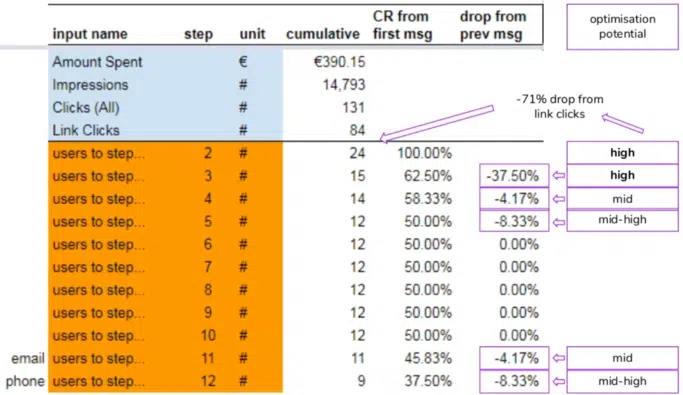 input name step unit cumulative CR from first msg drop from prev msg optimisation potential
Amount Spent € €390.15
Impressions # 14,793
Clicks (All) # 131
-71% drop from link clicks
Link Clicks # 84
users to step... 2 # 24 100.00% high
users to step... 3 # 15 62.50% -37.50% high
users to step... 4 # 14 58.33% -4.17% mid
users to step... 5 # 12 50.00% -8.33% mid-high
users to step... 6 # 12 50.00% 0.00%
users to step... 7 # 12 50.00% 0.00%
users to step... 8 # 12 50.00% 0.00%
users to step... 9 # 12 50.00% 0.00%
users to step... 10 # 12 50.00% 0.00%
email users to step... 11 # 11 45.83% -4.17% mid
phone users to step... 12 # 9 37.50% -8.33% mid-high